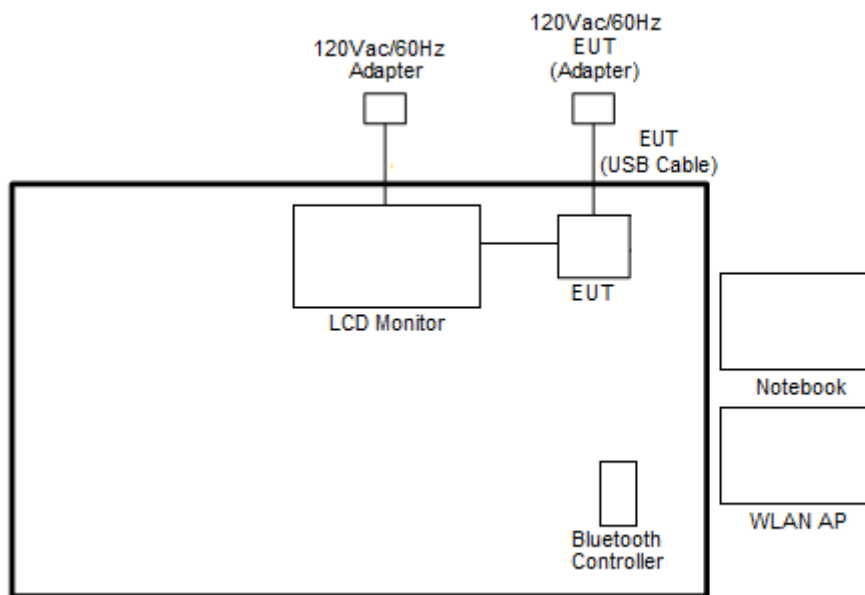 120Vac/60Hz
Adapter
120Vac/60Hz
EUT
(Adapter)
EUT
(USB Cable)
LCD Monitor
EUT
Notebook
WLAN AP
Bluetooth
Controller